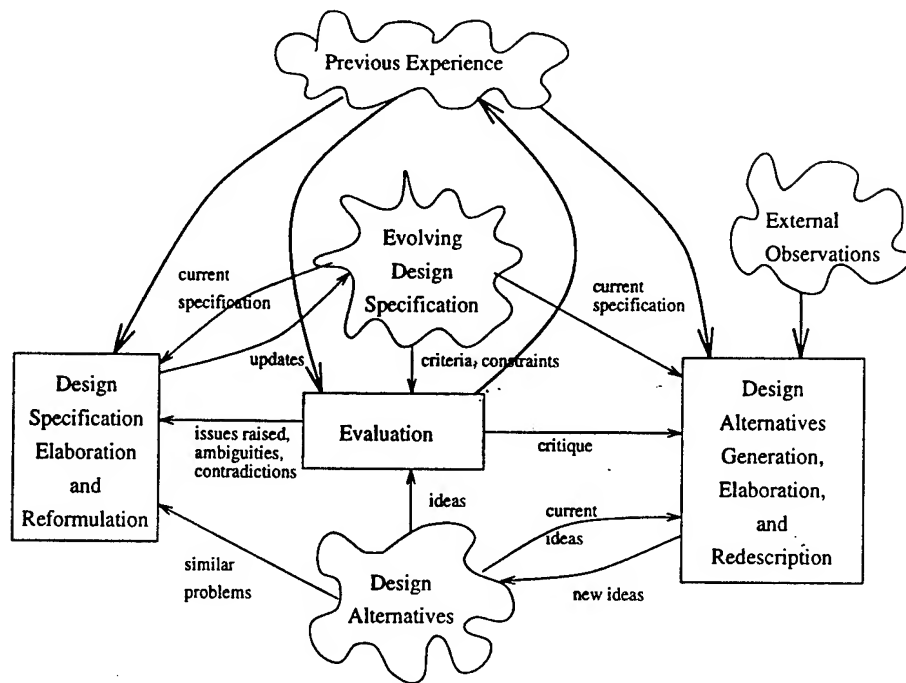 Previous Experience
External
Observations
Evolving
Design
Specification
current
specification
current
specification
updates
criteria, constraints
Design
Specification
Elaboration
and
Reformulation
Evaluation
issues raised,
ambiguities,
contradictions
critique
Design
Alternatives
Generation,
Elaboration,
and
Redescription
ideas
current
ideas
similar
problems
Design
Alternatives
new ideas